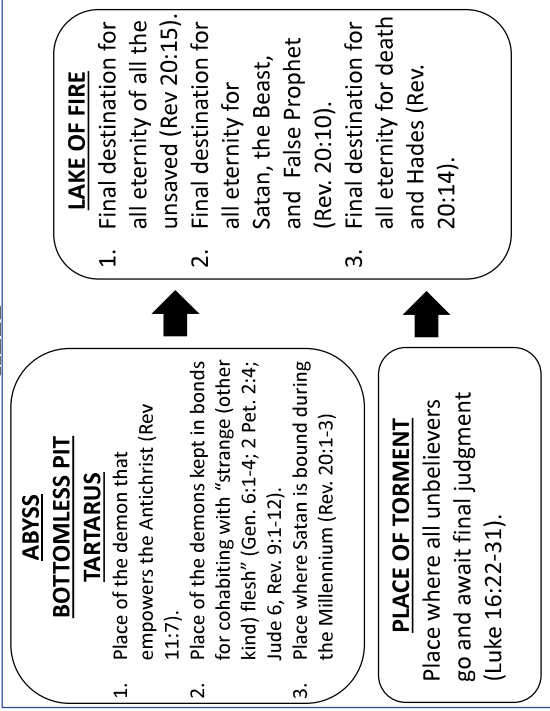 ABYSS
BOTTOMLESS PIT
TARTARUS
1. Place of the demon that
empowers the Antichrist (Rev
11:7).
2. Place of the demons kept in bonds
for cohabiting with “strange (other
kind) flesh” (Gen. 6:1-4; 2 Pet. 2:4;
Jude 6, Rev. 9:1-12).
3. Place where Satan is bound during
the Millennium (Rev. 20:1-3)
PLACE OF TORMENT
Place where all unbelievers
go and await final judgment
(Luke 16:22-31).
LAKE OF FIRE
1. Final destination for
all eternity of all the
unsaved (Rev 20:15).
2. Final destination for
all eternity for
Satan, the Beast,
and False Prophet
(Rev. 20:10).
3. Final destination for
all eternity for death
and Hades (Rev.
20:14).